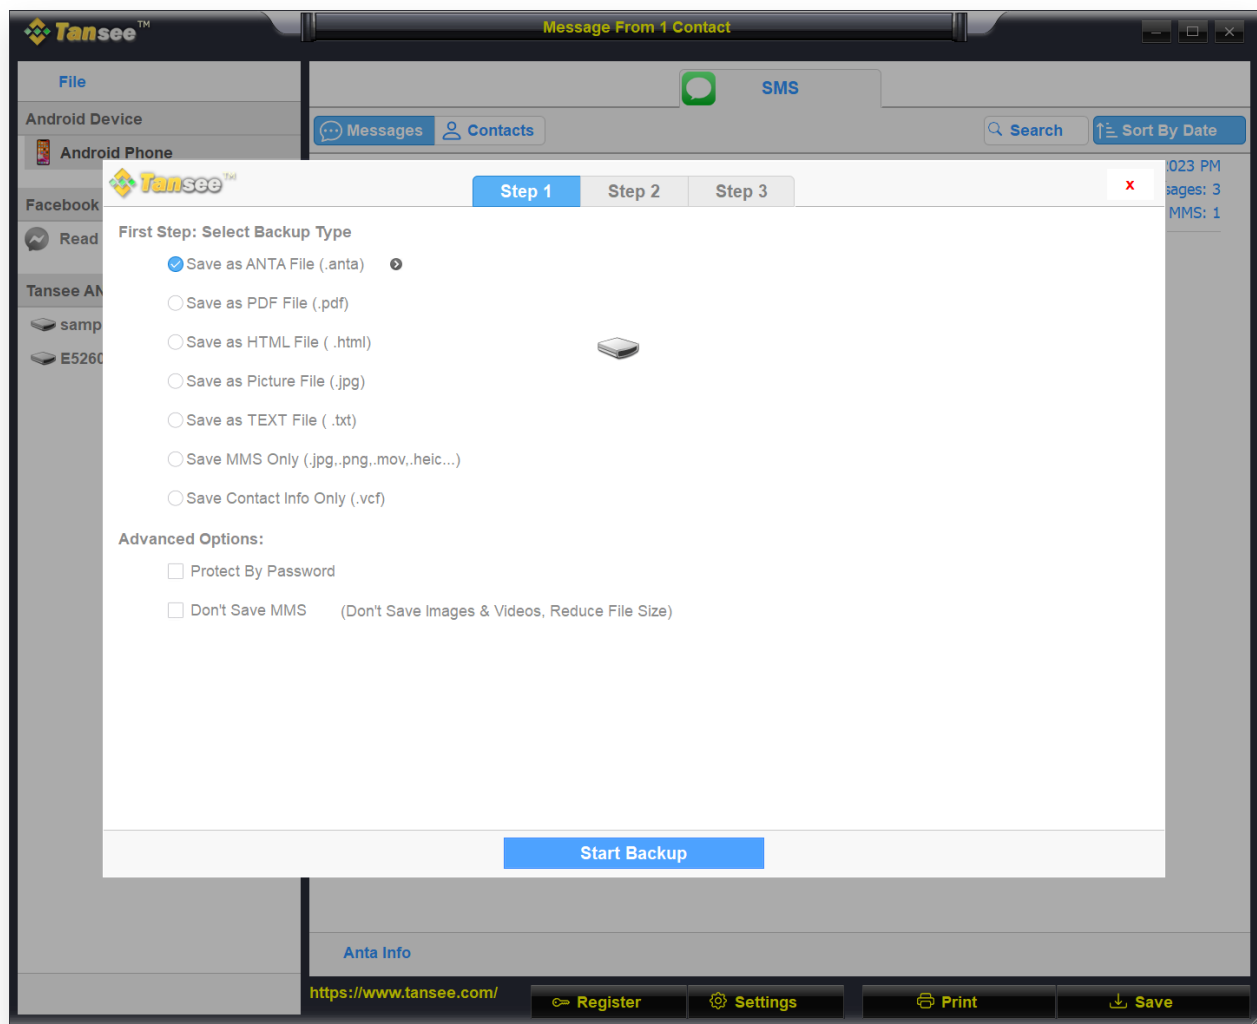 Tansee™
Message From 1 Contact
File
SMS
Android Device
Messages
Contacts
Search
Sort By Date
Android Phone
:023 PM
Tansee™
Step 1
Step 2
Step 3
x
sages: 3
Facebook
MMS: 1
First Step: Select Backup Type
Read
Save as ANTA File (.anta)
Tansee AN
Save as PDF File (.pdf)
samp
Save as HTML File ( .html)
E5260
Save as Picture File (.jpg)
Save as TEXT File ( .txt)
Save MMS Only (.jpg,.png,.mov,.heic...)
Save Contact Info Only (.vcf)
Advanced Options:
Protect By Password
Don't Save MMS (Don't Save Images & Videos, Reduce File Size)
Start Backup
Anta Info
https://www.tansee.com/
Register
Settings
Print
Save